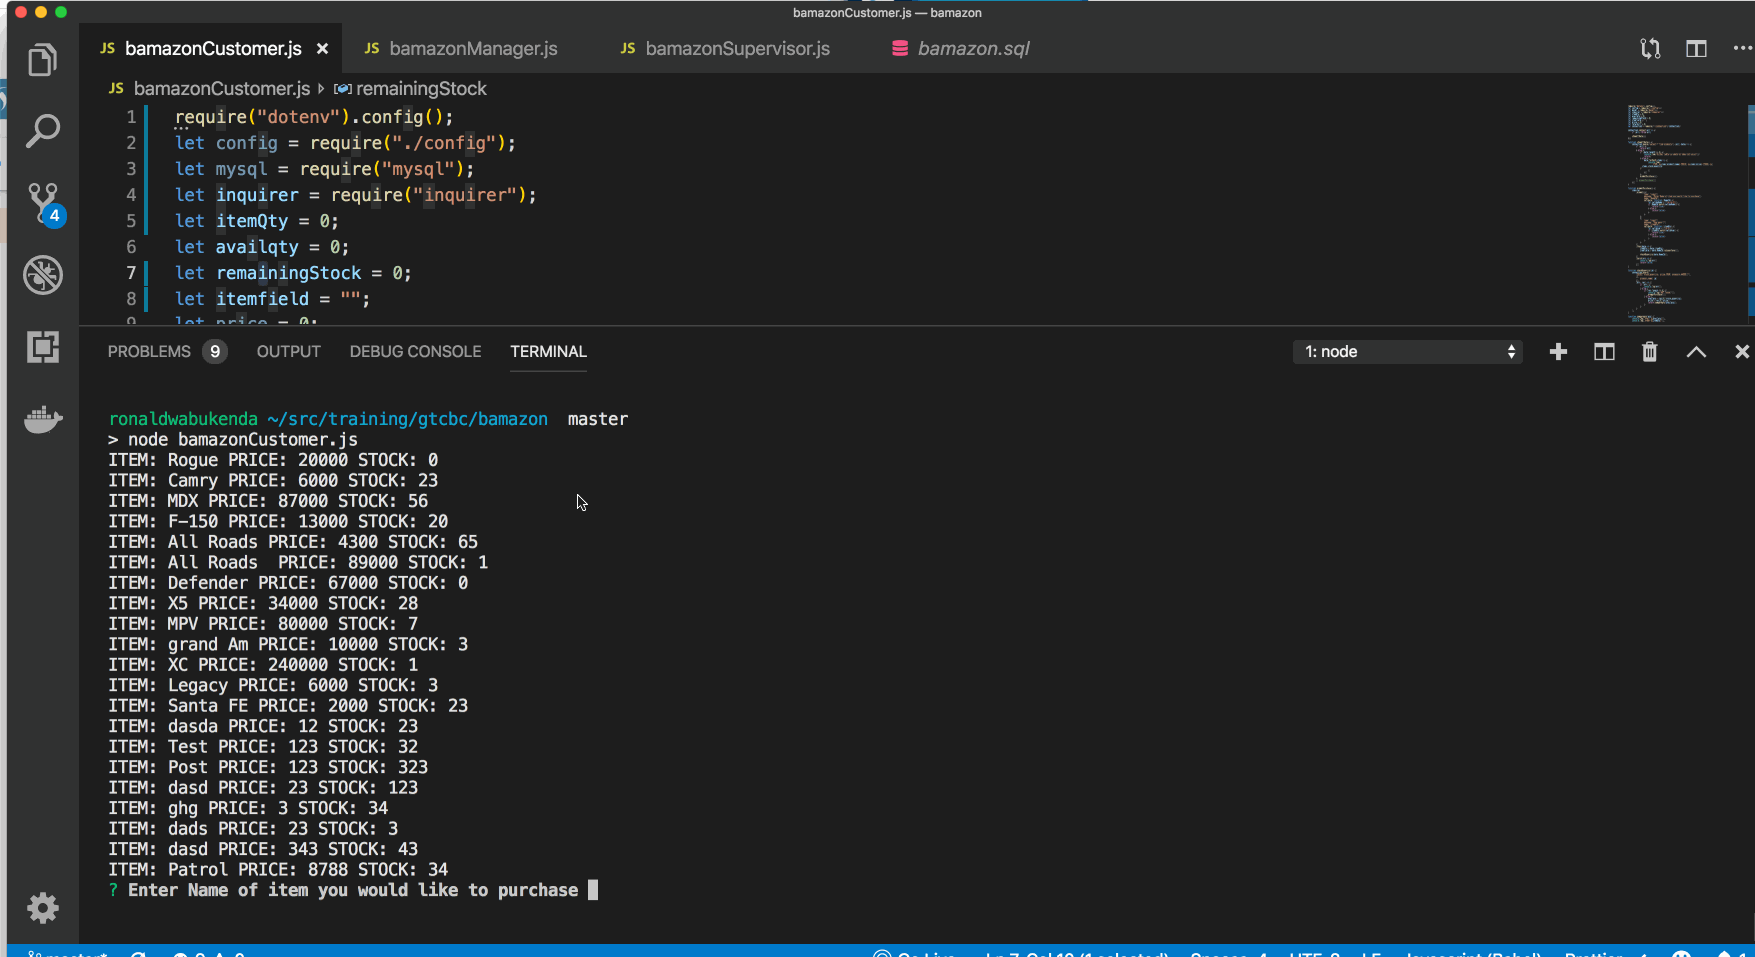 bamazonCustomer.js — bamazon
JS bamazonCustomer.js
JS bamazonManager.js
JS bamazonSupervisor.js
bamazon.sql
JS bamazonCustomer.js remainingStock
1 require("dotenv").config();
2 let config = require("./config");
3 let mysql = require("mysql");
4 let inquirer = require("inquirer");
5 let itemQty = 0;
6 let availqty = 0;
7 let remainingStock = 0;
8 let itemfield = "";
9 let price = 0;
4
PROBLEMS 9 OUTPUT DEBUG CONSOLE TERMINAL 1: node
ronaldwabukenda ~/src/training/gtcbc/bamazon master
> node bamazonCustomer.js
ITEM: Rogue PRICE: 20000 STOCK: 0
ITEM: Camry PRICE: 6000 STOCK: 23
ITEM: MDX PRICE: 87000 STOCK: 56
ITEM: F-150 PRICE: 13000 STOCK: 20
ITEM: All Roads PRICE: 4300 STOCK: 65
ITEM: All Roads  PRICE: 89000 STOCK: 1
ITEM: Defender PRICE: 67000 STOCK: 0
ITEM: X5 PRICE: 34000 STOCK: 28
ITEM: MPV PRICE: 80000 STOCK: 7
ITEM: grand Am PRICE: 10000 STOCK: 3
ITEM: XC PRICE: 240000 STOCK: 1
ITEM: Legacy PRICE: 6000 STOCK: 3
ITEM: Santa FE PRICE: 2000 STOCK: 23
ITEM: dasda PRICE: 12 STOCK: 23
ITEM: Test PRICE: 123 STOCK: 32
ITEM: Post PRICE: 123 STOCK: 323
ITEM: dasd PRICE: 23 STOCK: 123
ITEM: ghg PRICE: 3 STOCK: 34
ITEM: dads PRICE: 23 STOCK: 3
ITEM: dasd PRICE: 343 STOCK: 43
ITEM: Patrol PRICE: 8788 STOCK: 34
? Enter Name of item you would like to purchase